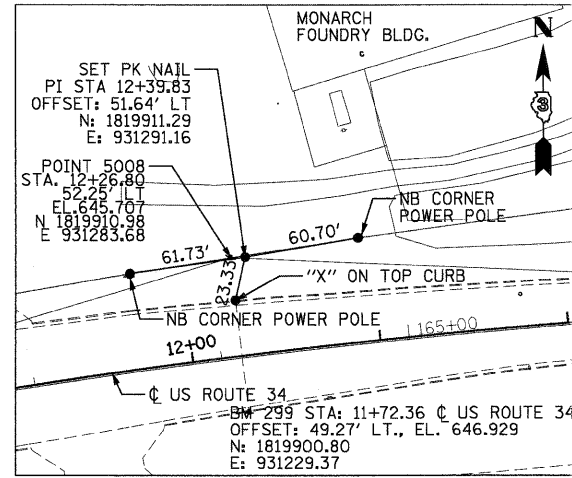 MONARCH
FOUNDRY BLDG.
N
3
SET PK NAIL
PI STA 12+39.83
OFFSET: 51.64' LT
N: 1819911.29
E: 931291.16
POINT 5008
STA. 12+26.80
52.25' LT
EL.645.707
N 1819910.98
E 931283.68
NB CORNER
POWER POLE
61.73'
60.70'
23.33'
"X" ON TOP CURB
NB CORNER POWER POLE
12+00
165+00
℄ US ROUTE 34
BM 299 STA: 11+72.36 ℄ US ROUTE 34
OFFSET: 49.27' LT., EL. 646.929
N: 1819900.80
E: 931229.37